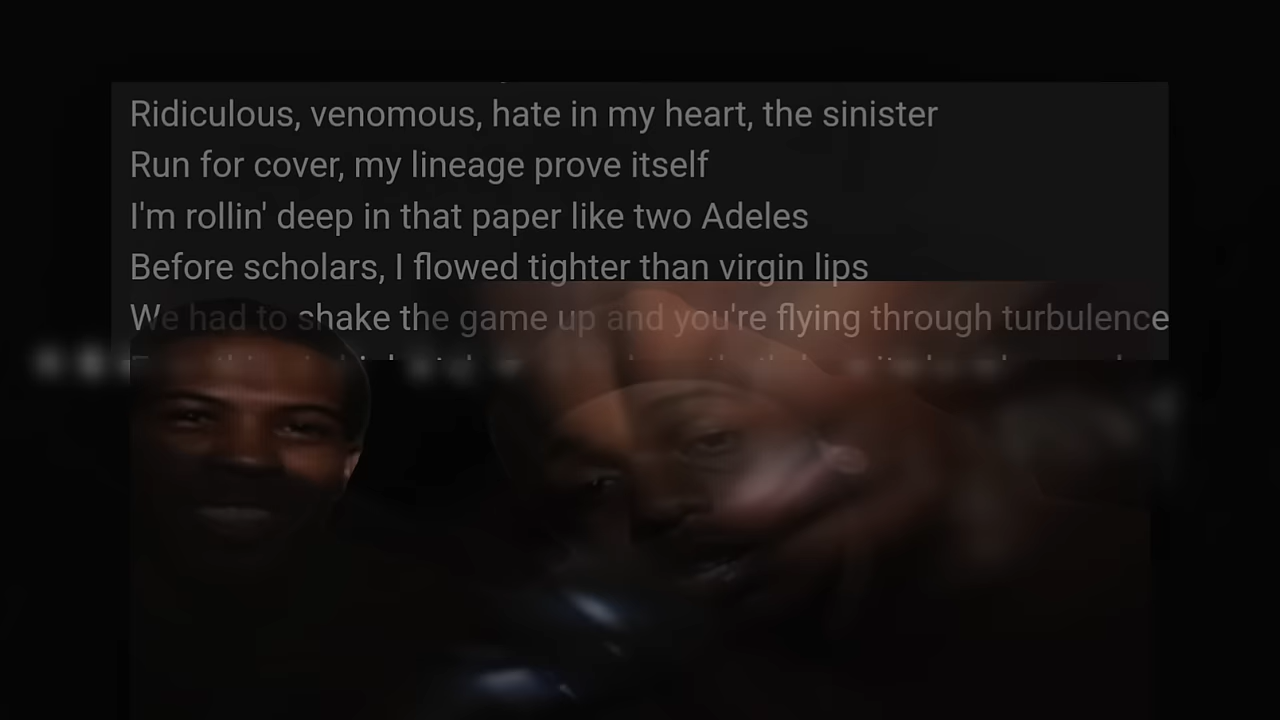 Ridiculous, venomous, hate in my heart, the sinister
Run for cover, my lineage prove itself
I'm rollin' deep in that paper like two Adeles
Before scholars, I flowed tighter than virgin lips
We had to shake the game up and you're flying through turbulence